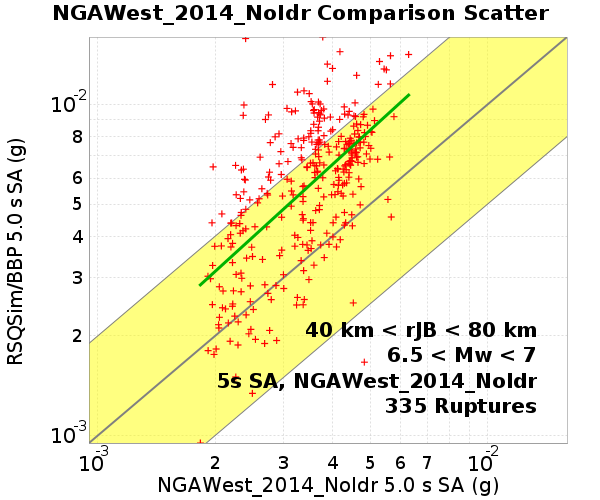 NGAWest_2014_NoIdr Comparison Scatter
RSQSim/BBP 5.0 s SA (g)
10-2
8
6
5
4
3
2
10-3
40 km < rJB < 80 km
6.5 < Mw < 7
5s SA, NGAWest_2014_NoIdr
335 Ruptures
10-3 2 3 4 5 6 7 10-2
NGAWest_2014_NoIdr 5.0 s SA (g)